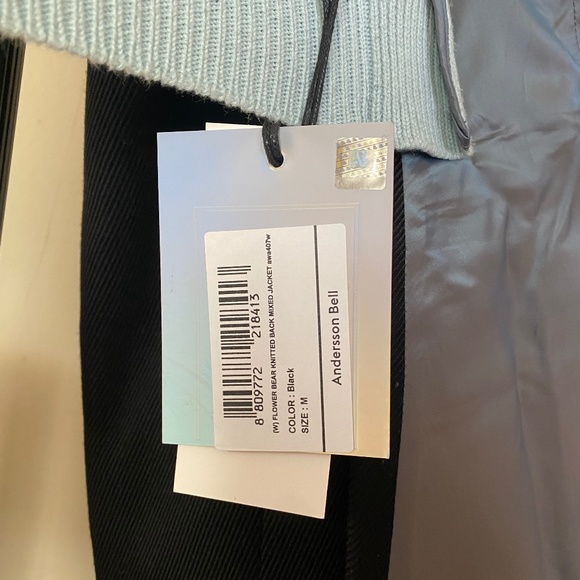 Andersson Bell
8 809772 218413
(W) FLOWER BEAR KNITTED BACK MIXED JACKET awa407w
COLOR : Black
SIZE : M